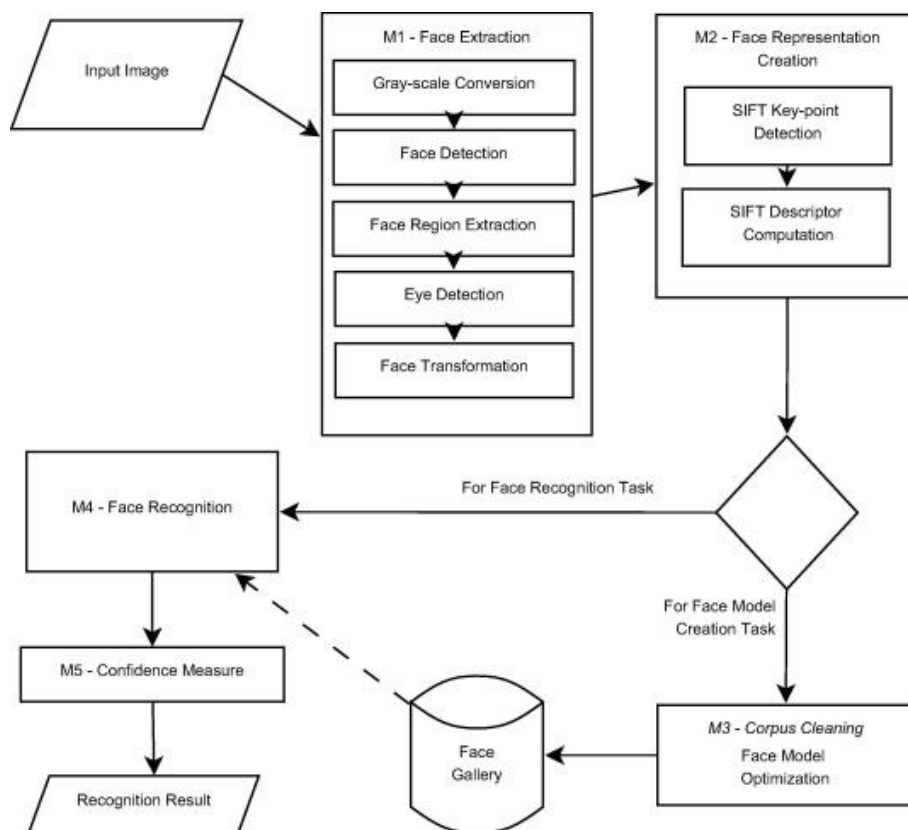 Input Image
M1 - Face Extraction
Gray-scale Conversion
Face Detection
Face Region Extraction
Eye Detection
Face Transformation
M2 - Face Representation
Creation
SIFT Key-point
Detection
SIFT Descriptor
Computation
For Face Recognition Task
M4 - Face Recognition
For Face Model
Creation Task
M5 - Confidence Measure
M3 - Corpus Cleaning
Face Model
Optimization
Face
Gallery
Recognition Result